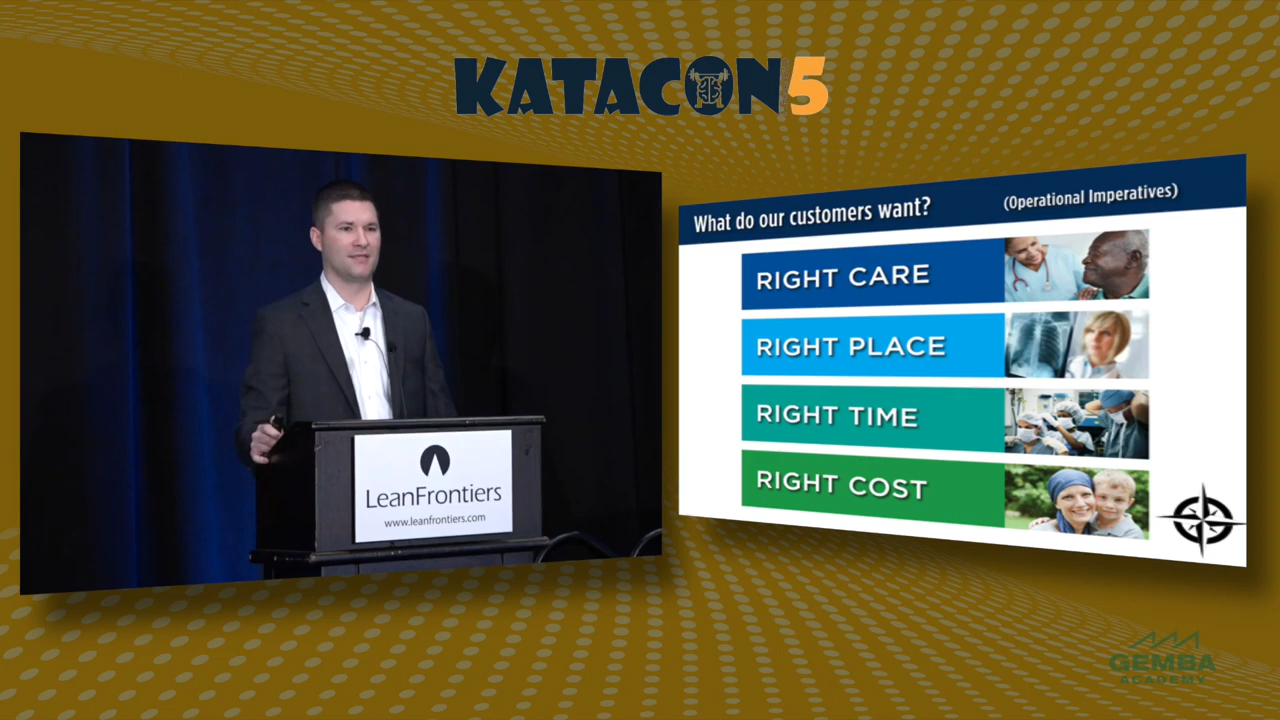 KATACON5
LeanFrontiers
www.leanfrontiers.com
What do our customers want?
(Operational Imperatives)
RIGHT CARE
RIGHT PLACE
RIGHT TIME
RIGHT COST
GEMBA
ACADEMY